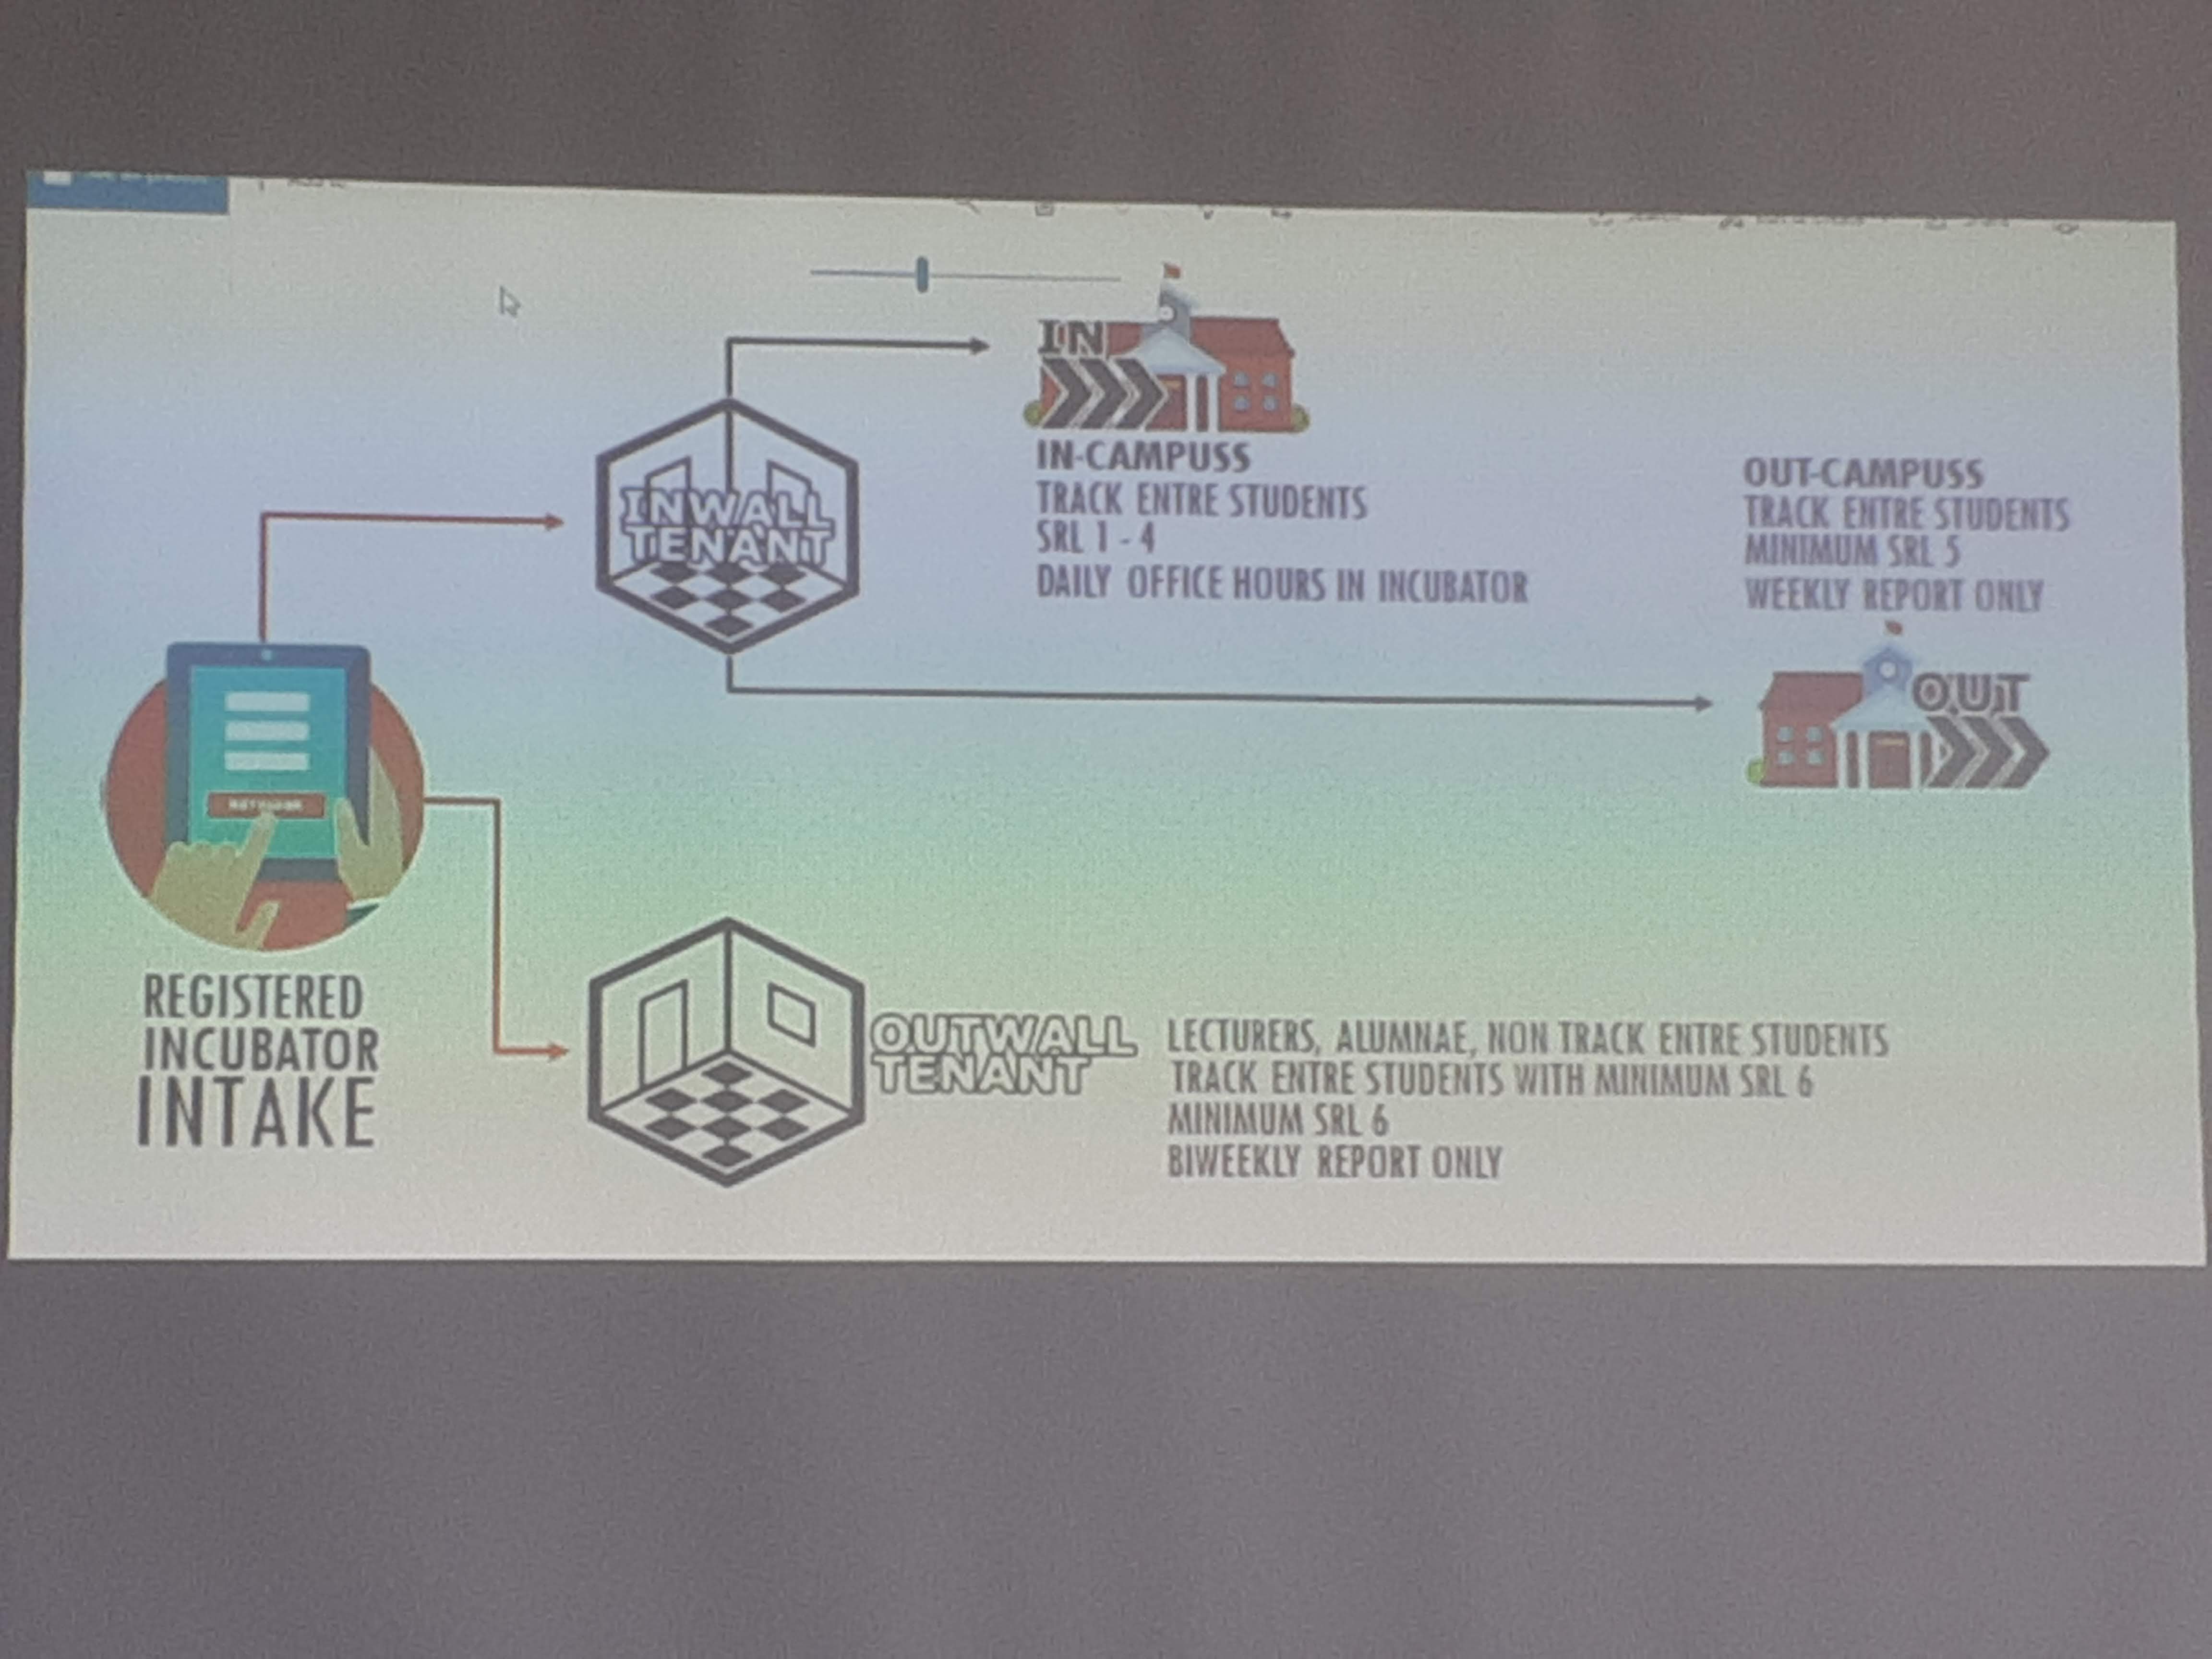 IN
IN-CAMPUSS
TRACK ENTRE STUDENTS
SRL 1 - 4
DAILY OFFICE HOURS IN INCUBATOR
OUT-CAMPUSS
TRACK ENTRE STUDENTS
MINIMUM SRL 5
WEEKLY REPORT ONLY
OUT
INWALL
TENANT
REGISTERED
INCUBATOR
INTAKE
OUTWALL
TENANT
LECTURERS, ALUMNAE, NON TRACK ENTRE STUDENTS
TRACK ENTRE STUDENTS WITH MINIMUM SRL 6
MINIMUM SRL 6
BIWEEKLY REPORT ONLY